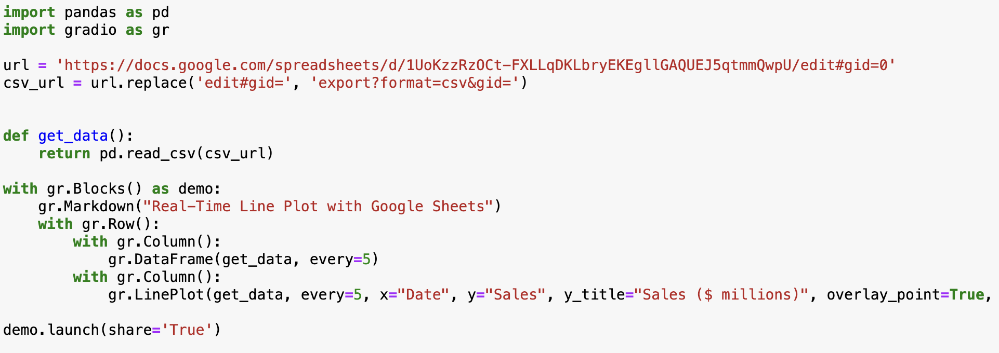 import pandas as pd
import gradio as gr
url = 'https://docs.google.com/spreadsheets/d/1UoKzzRzOCt-FXLLqDKLbryEKEgllGAQUEJ5qtmmQwpU/edit#gid=0'
csv_url = url.replace('edit#gid=', 'export?format=csv&gid=')
def get_data():
    return pd.read_csv(csv_url)
with gr.Blocks() as demo:
    gr.Markdown("Real-Time Line Plot with Google Sheets")
    with gr.Row():
        with gr.Column():
            gr.DataFrame(get_data, every=5)
        with gr.Column():
            gr.LinePlot(get_data, every=5, x="Date", y="Sales", y_title="Sales ($ millions)", overlay_point=True,
demo.launch(share='True')